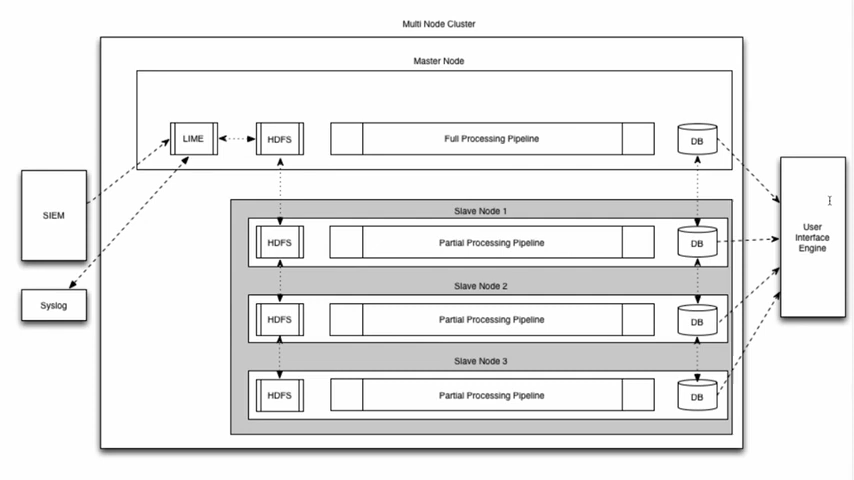 Multi Node Cluster
Master Node
LIME
HDFS
Full Processing Pipeline
DB
SIEM
Syslog
Slave Node 1
HDFS
Partial Processing Pipeline
DB
User
Interface
Engine
Slave Node 2
HDFS
Partial Processing Pipeline
DB
Slave Node 3
HDFS
Partial Processing Pipeline
DB